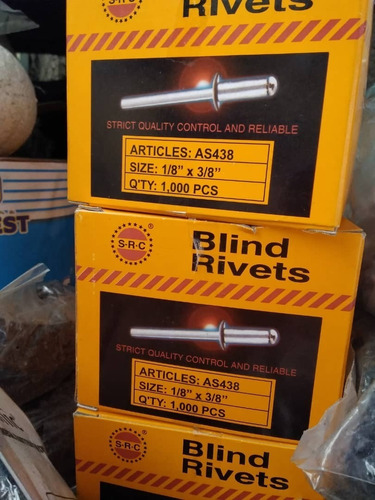 S·R·C
Rivets
STRICT QUALITY CONTROL AND RELIABLE
ARTICLES: AS438
SIZE: 1/8" x 3/8"
Q'TY: 1,000 PCS
EST
S·R·C
Blind
Rivets
STRICT QUALITY CONTROL AND RELIABLE
ARTICLES: AS438
SIZE: 1/8" x 3/8"
Q'TY: 1,000 PCS
S·R·C
Blind
Rivets